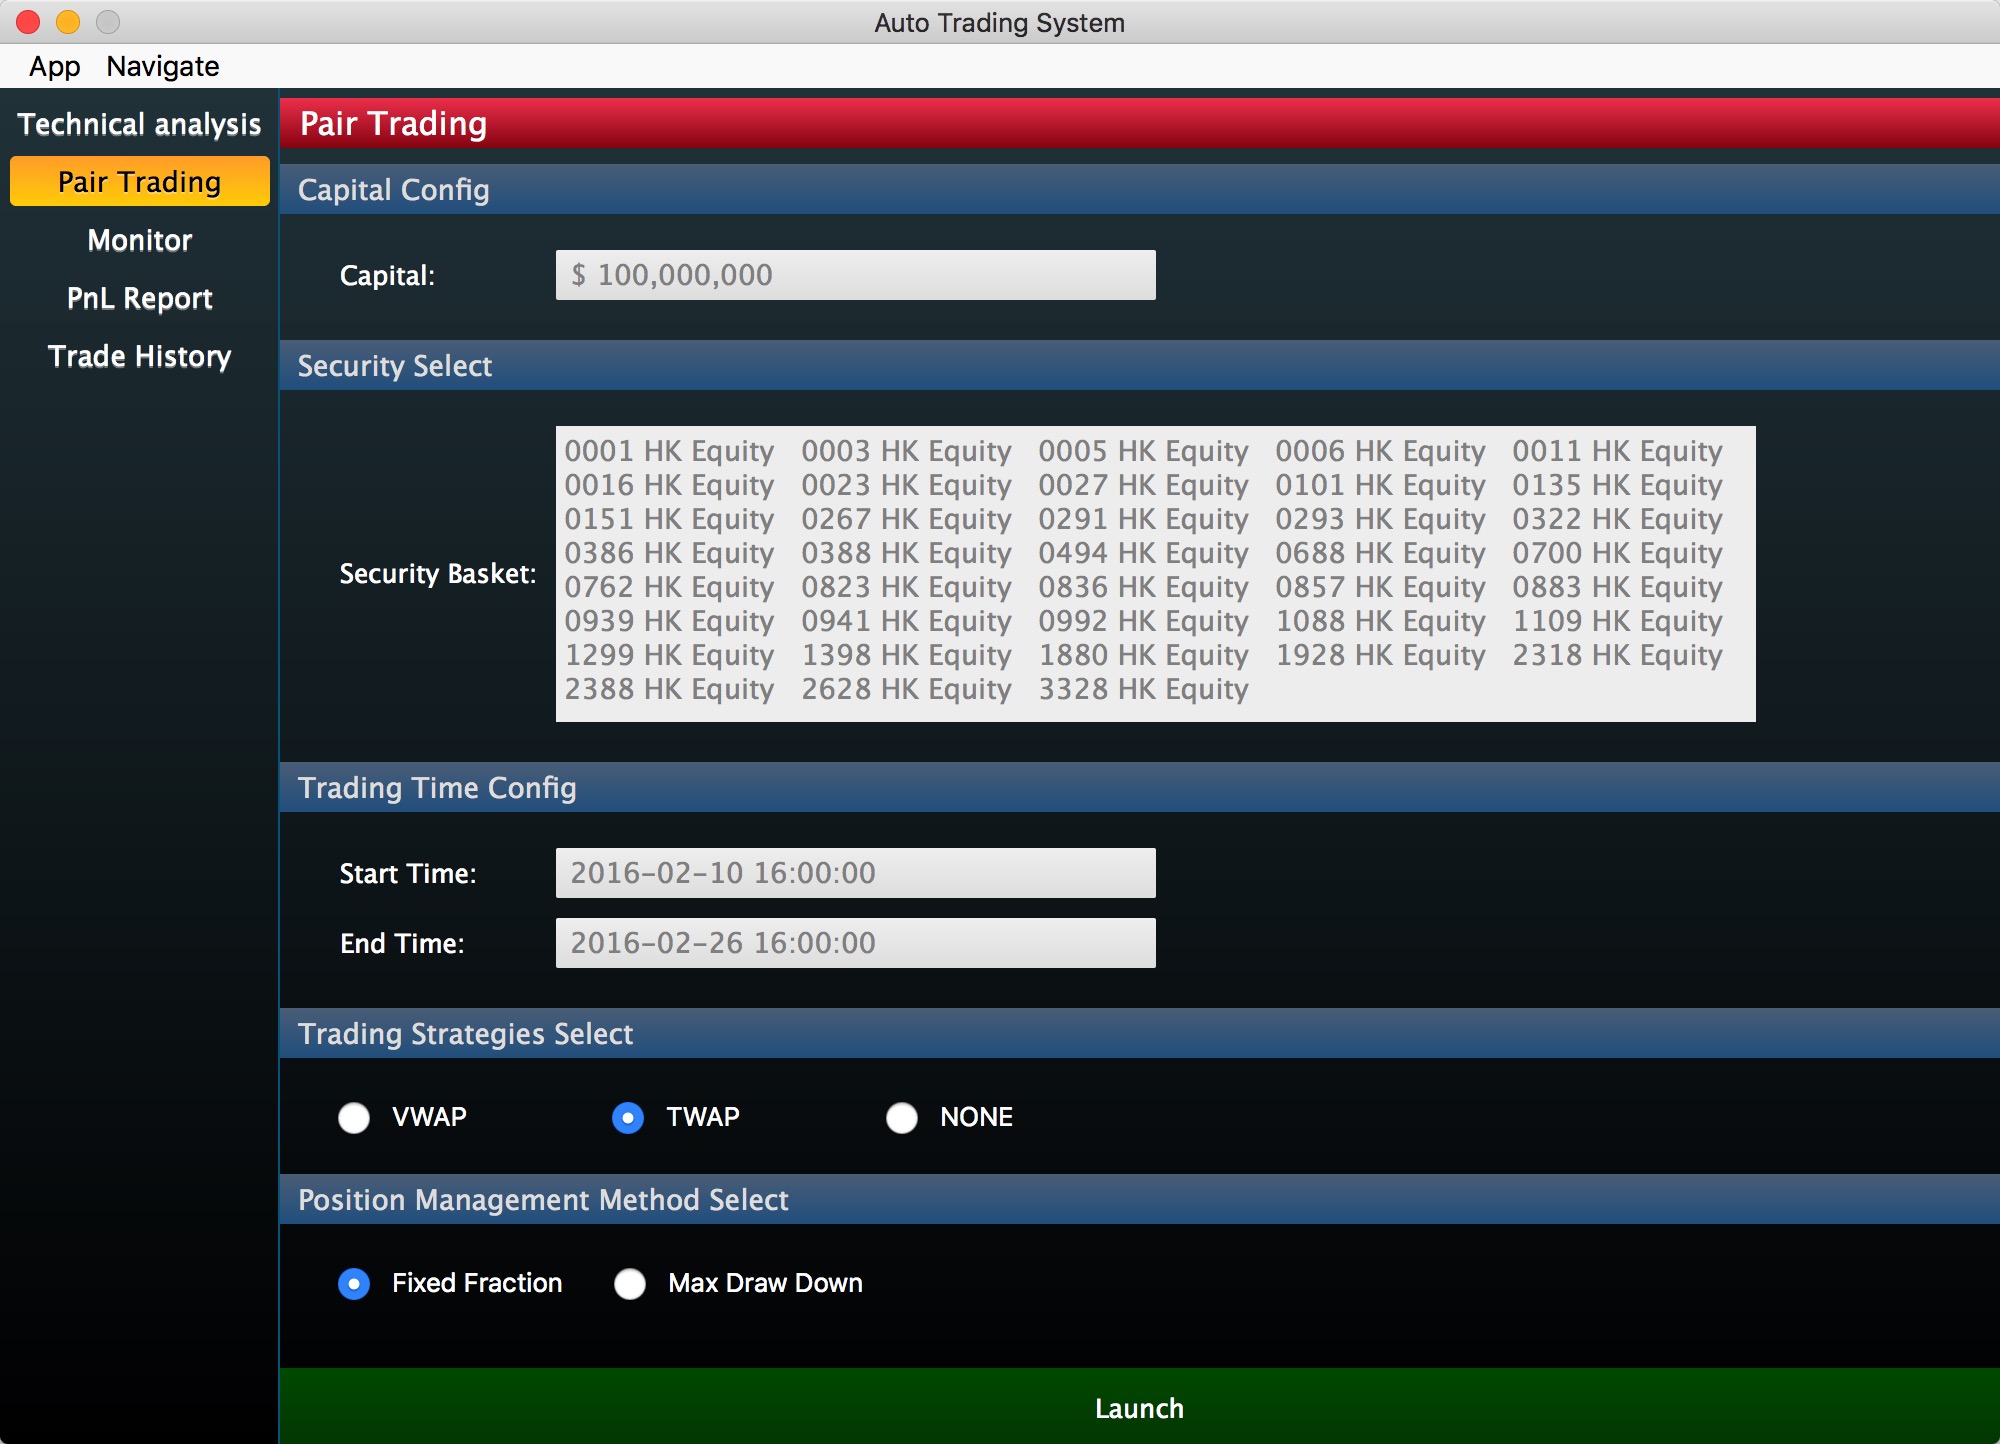 Auto Trading System
App Navigate
Technical analysis
Pair Trading
Monitor
PnL Report
Trade History
Pair Trading
Capital Config
Capital: $ 100,000,000
Security Select
Security Basket:
0001 HK Equity 0003 HK Equity 0005 HK Equity 0006 HK Equity 0011 HK Equity
0016 HK Equity 0023 HK Equity 0027 HK Equity 0101 HK Equity 0135 HK Equity
0151 HK Equity 0267 HK Equity 0291 HK Equity 0293 HK Equity 0322 HK Equity
0386 HK Equity 0388 HK Equity 0494 HK Equity 0688 HK Equity 0700 HK Equity
0762 HK Equity 0823 HK Equity 0836 HK Equity 0857 HK Equity 0883 HK Equity
0939 HK Equity 0941 HK Equity 0992 HK Equity 1088 HK Equity 1109 HK Equity
1299 HK Equity 1398 HK Equity 1880 HK Equity 1928 HK Equity 2318 HK Equity
2388 HK Equity 2628 HK Equity 3328 HK Equity
Trading Time Config
Start Time: 2016-02-10 16:00:00
End Time: 2016-02-26 16:00:00
Trading Strategies Select
VWAP TWAP NONE
Position Management Method Select
Fixed Fraction Max Draw Down
Launch